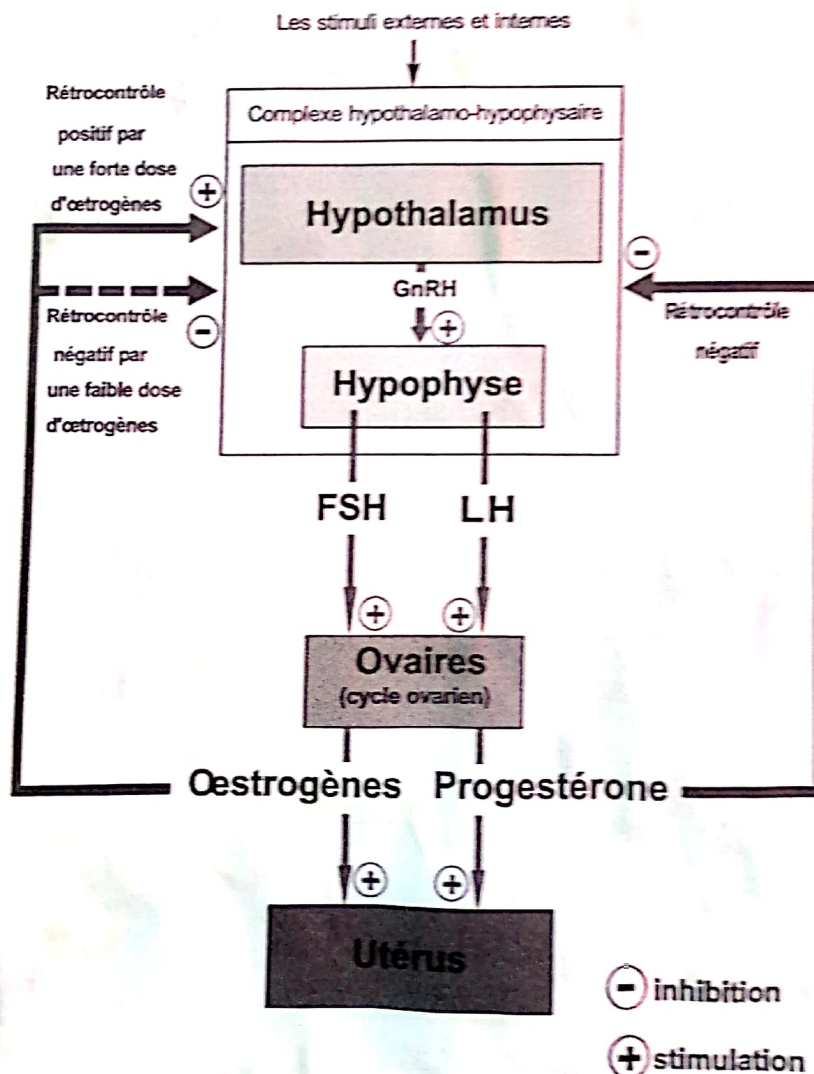 Les stimuli externes et internes
Complexe hypothalamo-hypophysaire
Rétrocontrôle
positif par
une forte dose
d'œtrogènes
+
Hypothalamus
-
GnRH
+
Rétrocontrôle
négatif par
une faible dose
d'œtrogènes
-
Rétrocontrôle
négatif
Hypophyse
FSH LH
+ +
Ovaires
(cycle ovarien)
Œstrogènes Progestérone
+ +
Utérus
- inhibition
+ stimulation